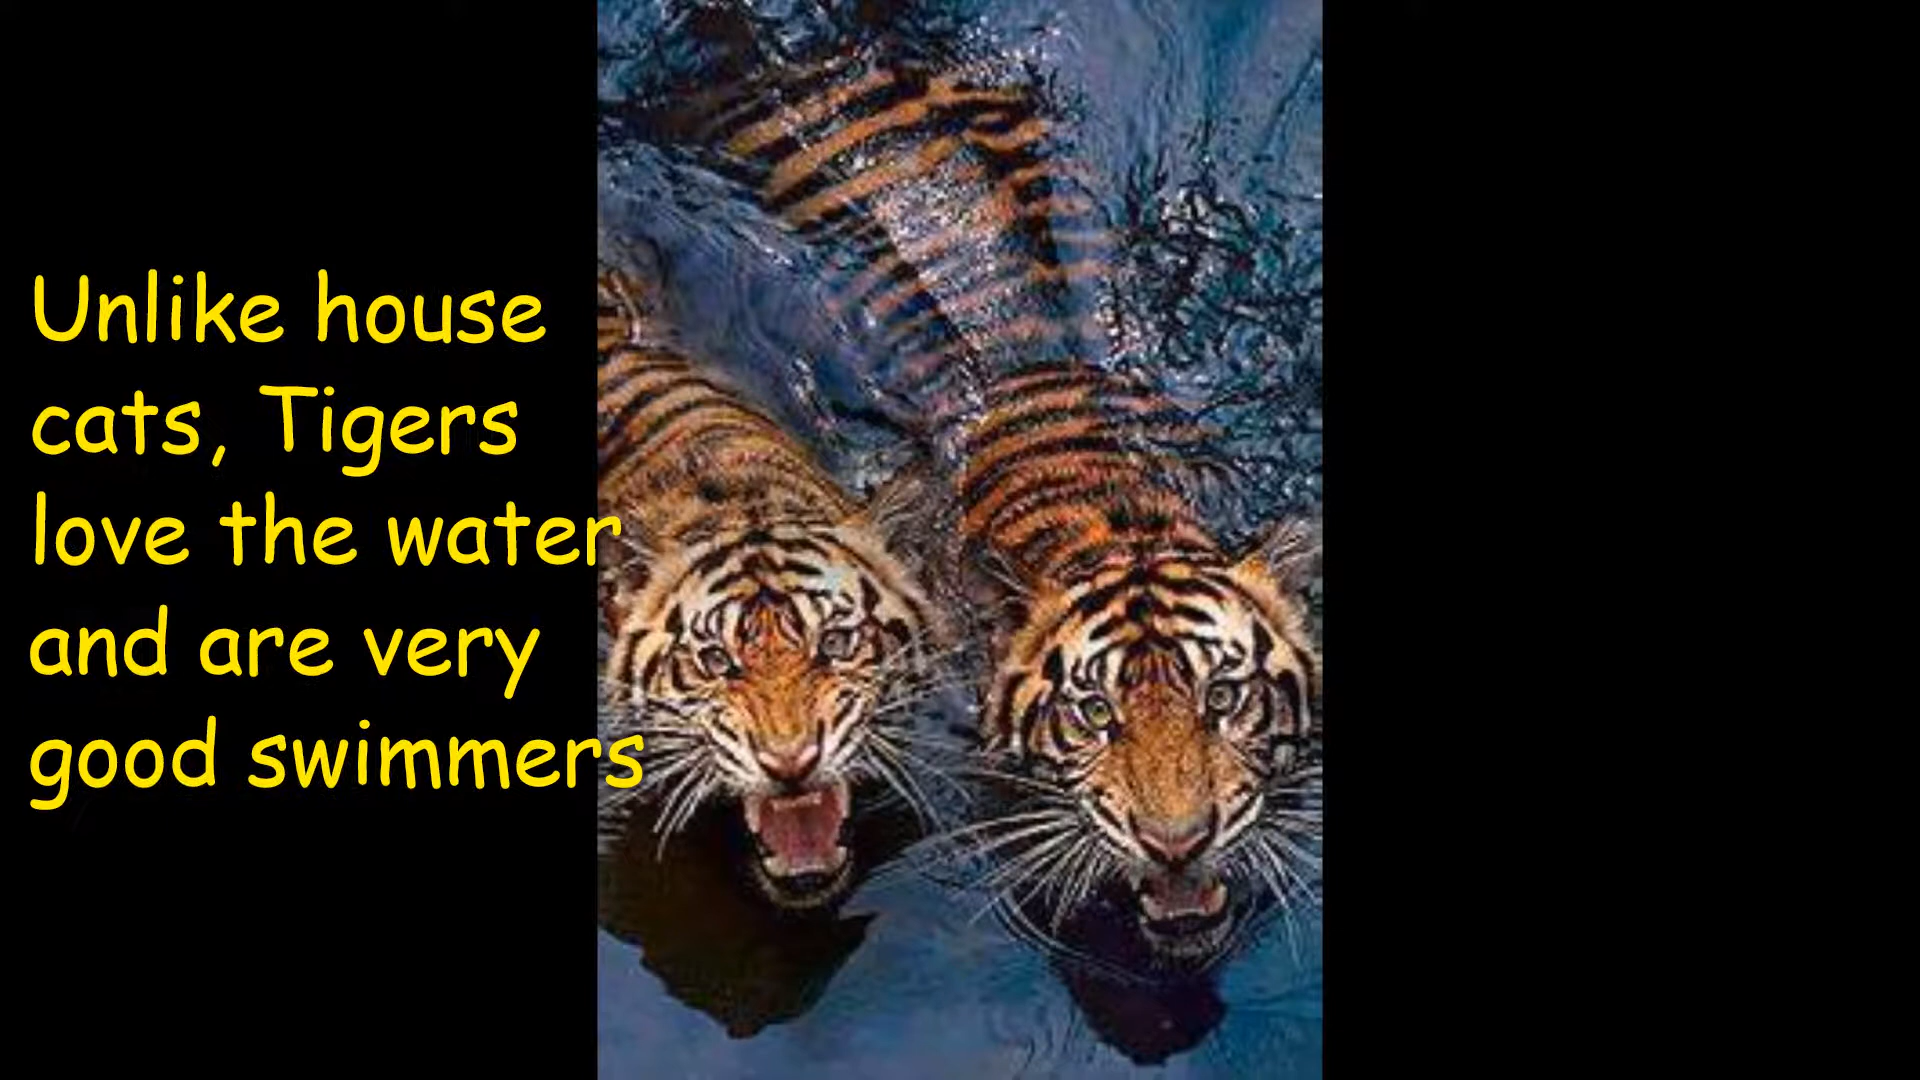 Unlike house
cats, Tigers
love the water
and are very
good swimmers